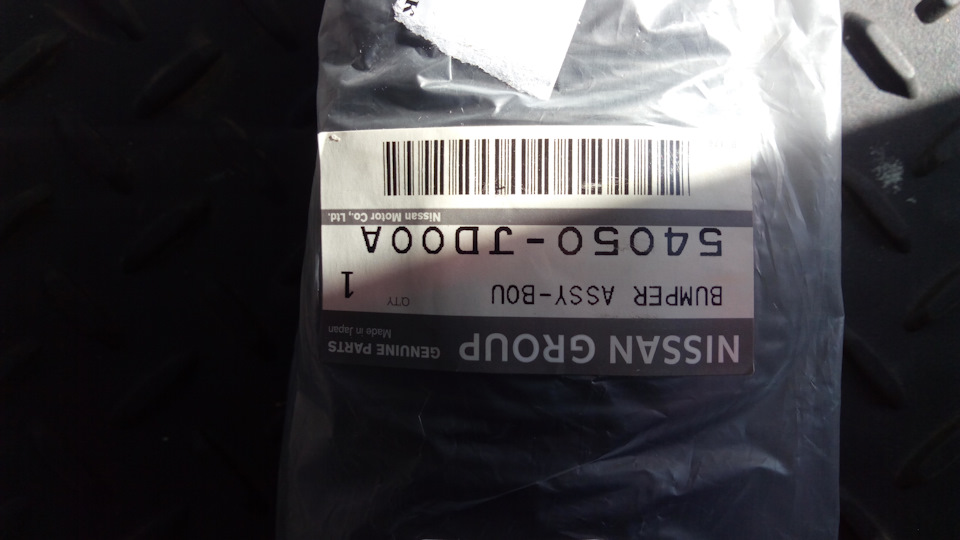 NISSAN GROUP GENUINE PARTS
Made in Japan
BUMPER ASSY-BOU QTY 1
54050-JD00A
Nissan Motor Co., Ltd.
K